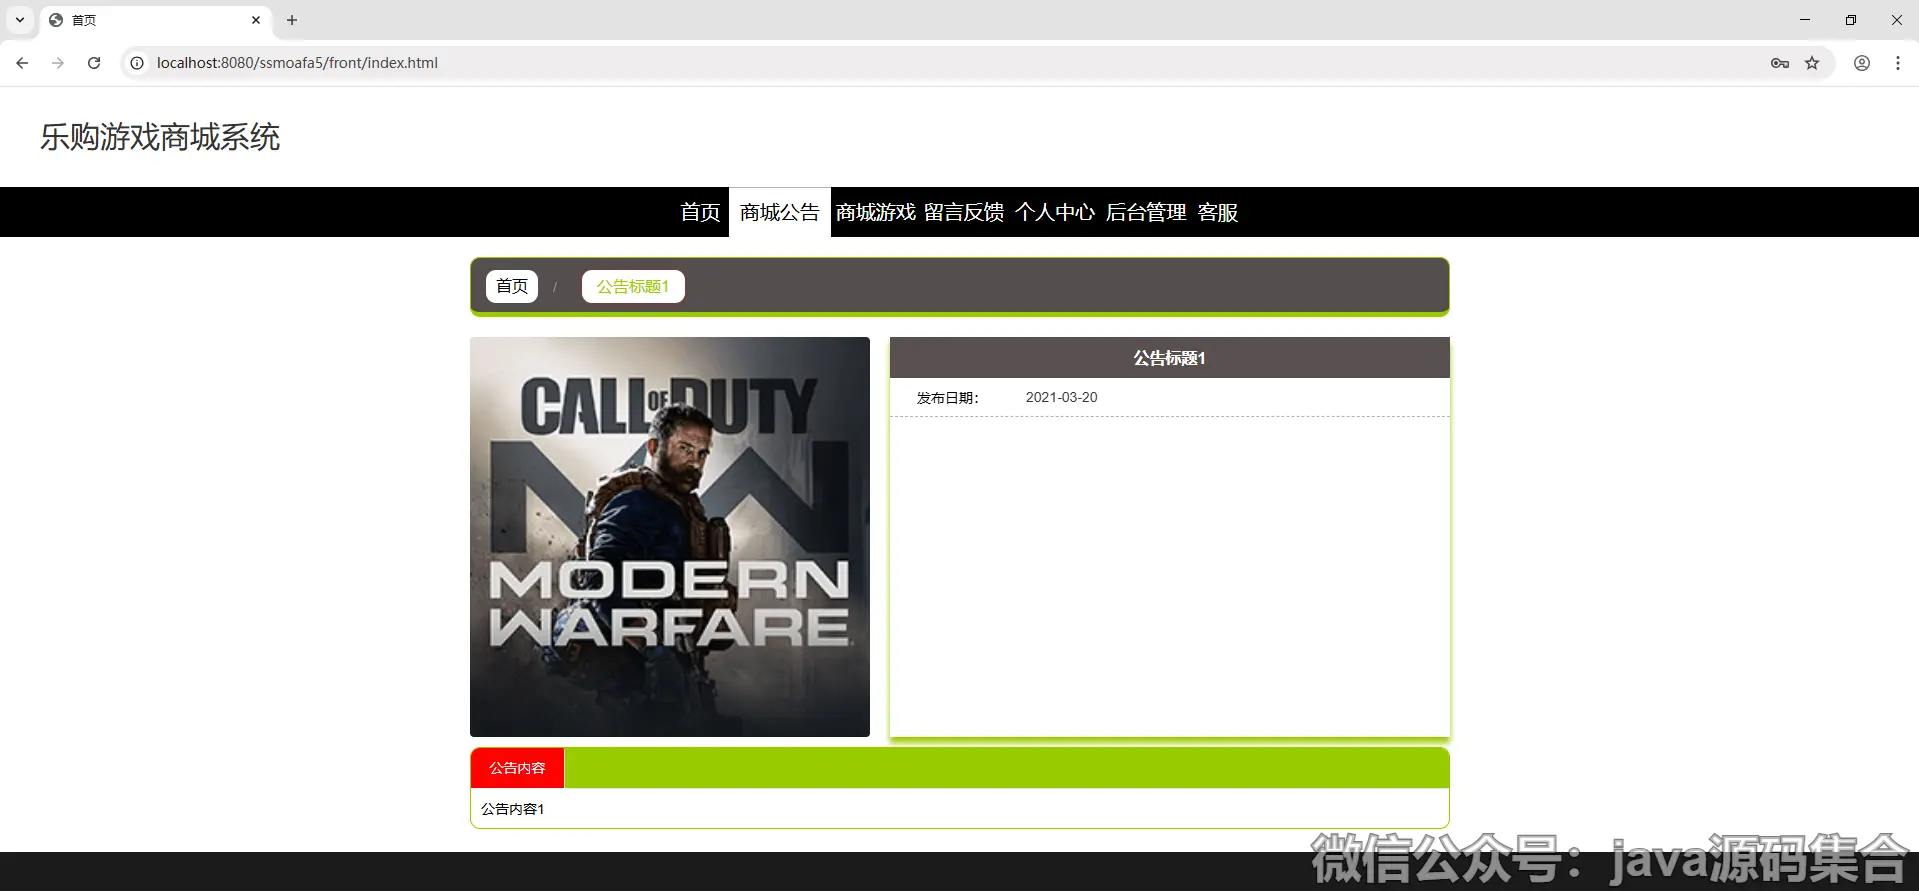 首页
localhost:8080/ssmoafa5/front/index.html
乐购游戏商城系统
首页 商城公告 商城游戏 留言反馈 个人中心 后台管理 客服
首页 / 公告标题1
CALL OF DUTY
MW
MODERN
WARFARE
公告标题1
发布日期： 2021-03-20
公告内容
公告内容1
微信公众号：java源码集合